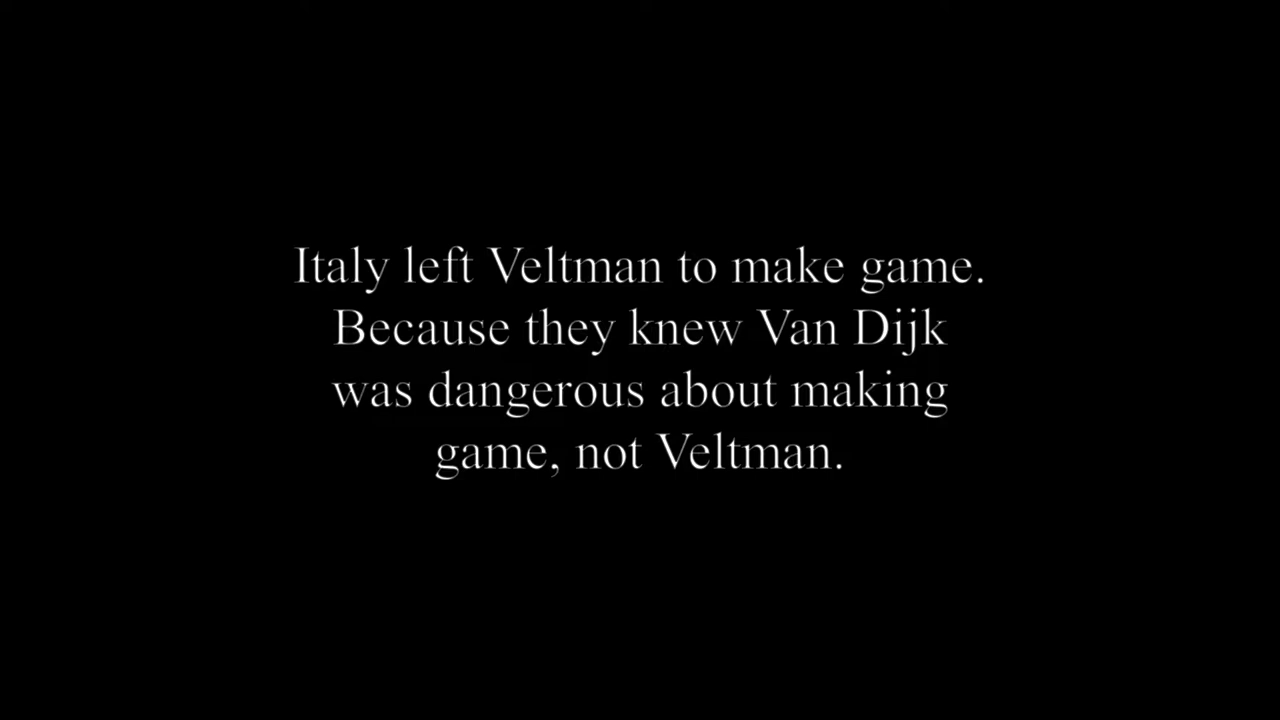 Italy left Veltman to make game.
Because they knew Van Dijk
was dangerous about making
game, not Veltman.